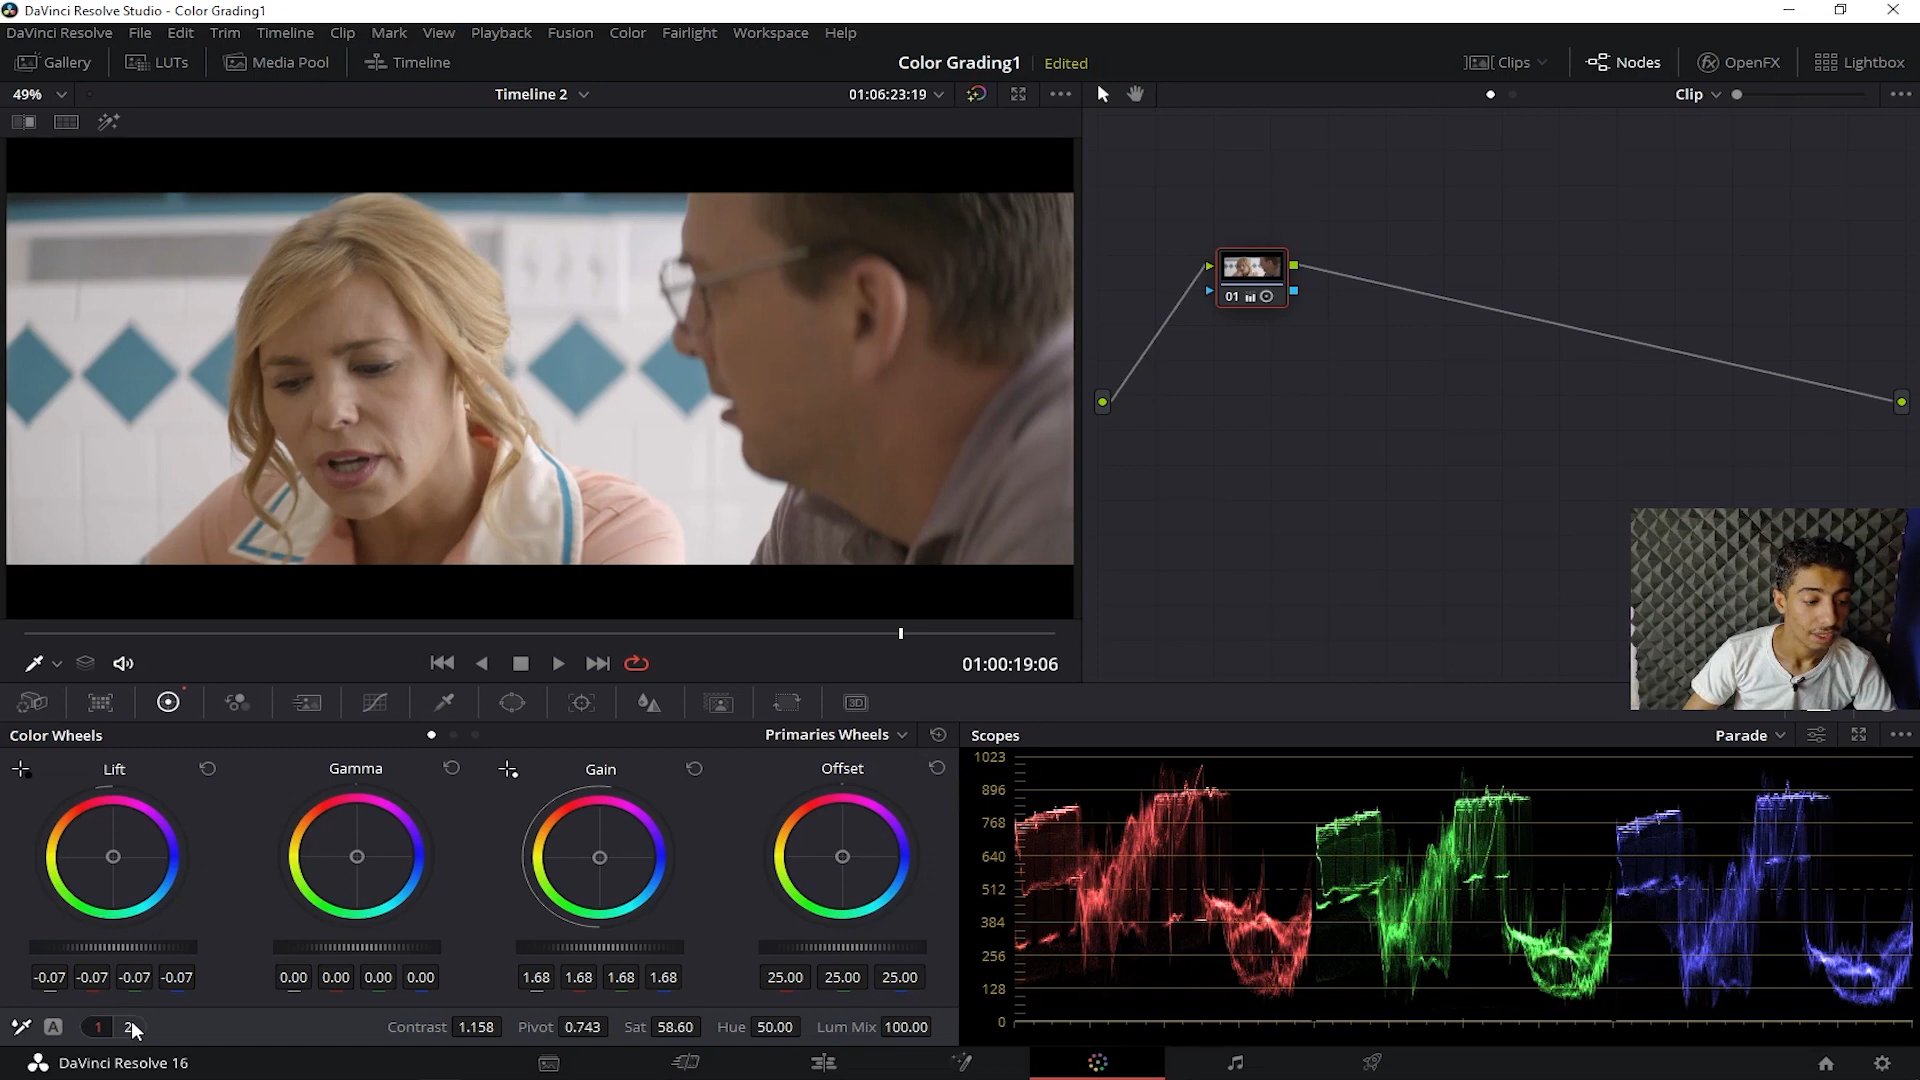 DaVinci Resolve Studio - Color Grading1
DaVinci Resolve File Edit Trim Timeline Clip Mark View Playback Fusion Color Fairlight Workspace Help
Gallery LUTs Media Pool Timeline Color Grading1 Edited Clips Nodes OpenFX Lightbox
49% Timeline 2 01:06:23:19 Clip
01
01:00:19:06
3D
Color Wheels Primaries Wheels Scopes Parade
Lift Gamma Gain Offset
1023
896
768
640
512
384
256
128
0
-0.07 -0.07 -0.07 -0.07 0.00 0.00 0.00 0.00 1.68 1.68 1.68 1.68 25.00 25.00 25.00
A 1 2 Contrast 1.158 Pivot 0.743 Sat 58.60 Hue 50.00 Lum Mix 100.00
DaVinci Resolve 16